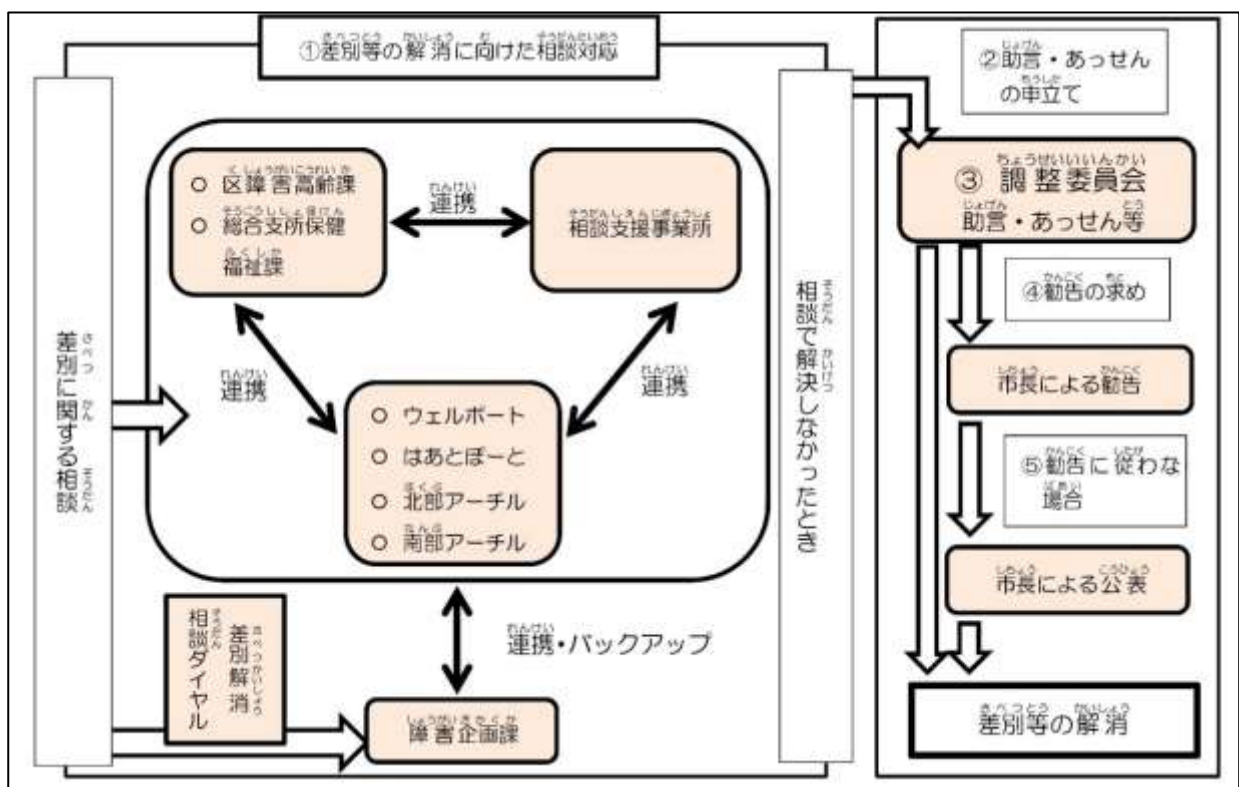 ①差別等の解消に向けた相談対応
差別に関する相談
○ 区障害高齢課
○ 総合支所保健
福祉課
連携
相談支援事業所
連携
連携
○ ウェルポート
○ はあとぽーと
○ 北部アーチル
○ 南部アーチル
連携・バックアップ
差別解消
相談ダイヤル
障害企画課
相談で解決しなかったとき
②助言・あっせん
の申立て
③ 調整委員会
助言・あっせん等
④勧告の求め
市長による勧告
⑤勧告に従わな
場合
市長による公表
差別等の解消